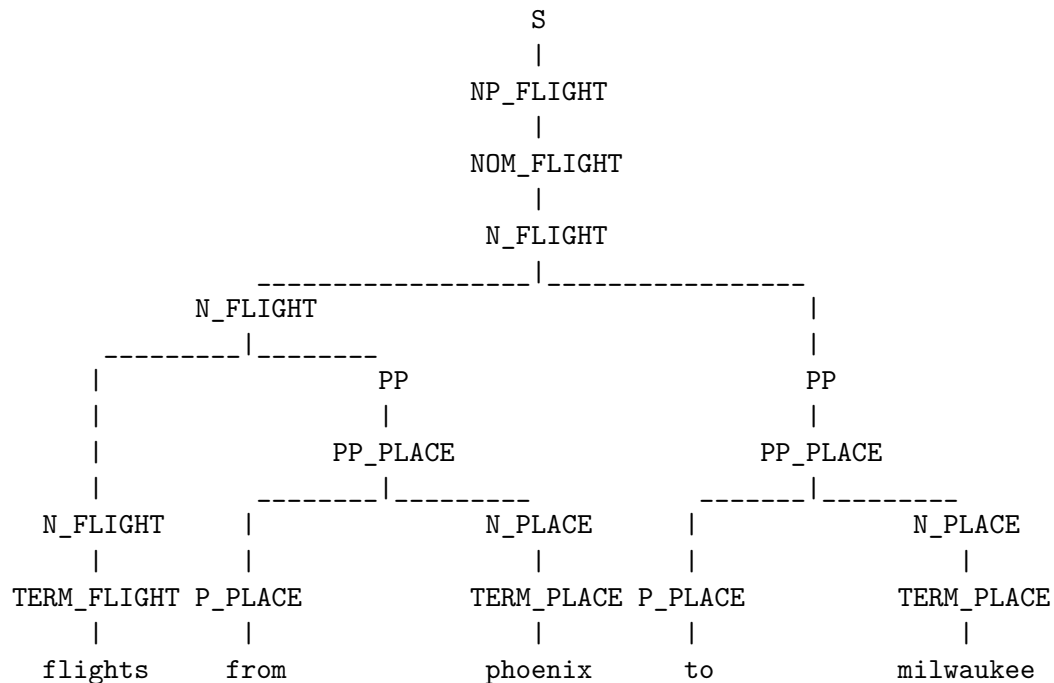 S
NP_FLIGHT
NOM_FLIGHT
N_FLIGHT
N_FLIGHT
PP PP
PP_PLACE PP_PLACE
N_FLIGHT N_PLACE N_PLACE
TERM_FLIGHT P_PLACE TERM_PLACE P_PLACE TERM_PLACE
flights from phoenix to milwaukee